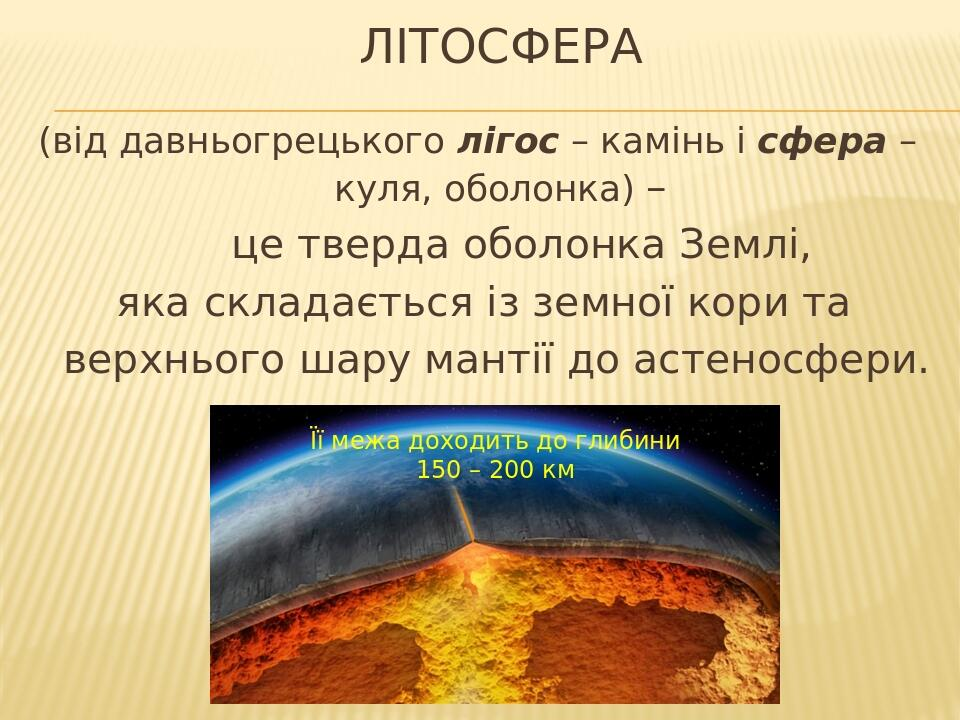 ЛІТОСФЕРА
(від давньогрецького лігос – камінь і сфера –
куля, оболонка) –
це тверда оболонка Землі,
яка складається із земної кори та
верхнього шару мантії до астеносфери.
Її межа доходить до глибини
150 – 200 км